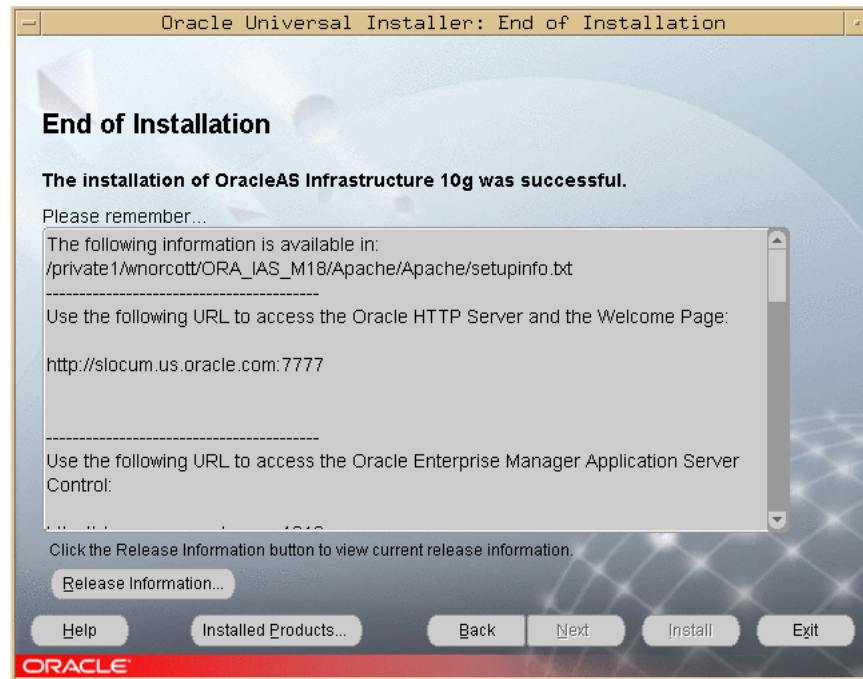 Oracle Universal Installer: End of Installation
End of Installation
The installation of OracleAS Infrastructure 10g was successful.
Please remember...
The following information is available in:
/private1/wnorcott/ORA_IAS_M18/Apache/Apache/setupinfo.txt
-----------------------------------------
Use the following URL to access the Oracle HTTP Server and the Welcome Page:
http://slocum.us.oracle.com:7777
-----------------------------------------
Use the following URL to access the Oracle Enterprise Manager Application Server
Control:
Click the Release Information button to view current release information.
Release Information...
Help
Installed Products...
Back
Next
Install
Exit
ORACLE